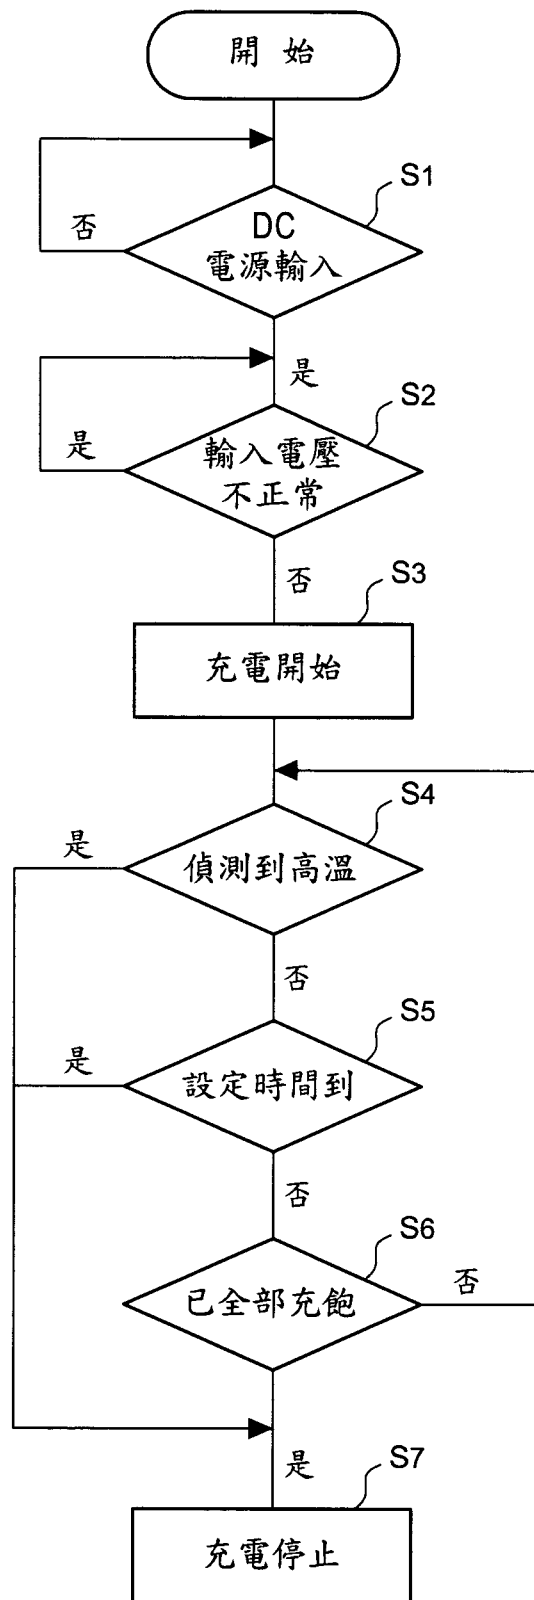 開 始
S1
DC
電源輸入
否
是
S2
輸入電壓
不正常
是
否
S3
充電開始
S4
偵測到高溫
是
否
S5
設定時間到
是
否
S6
已全部充飽
否
是
S7
充電停止